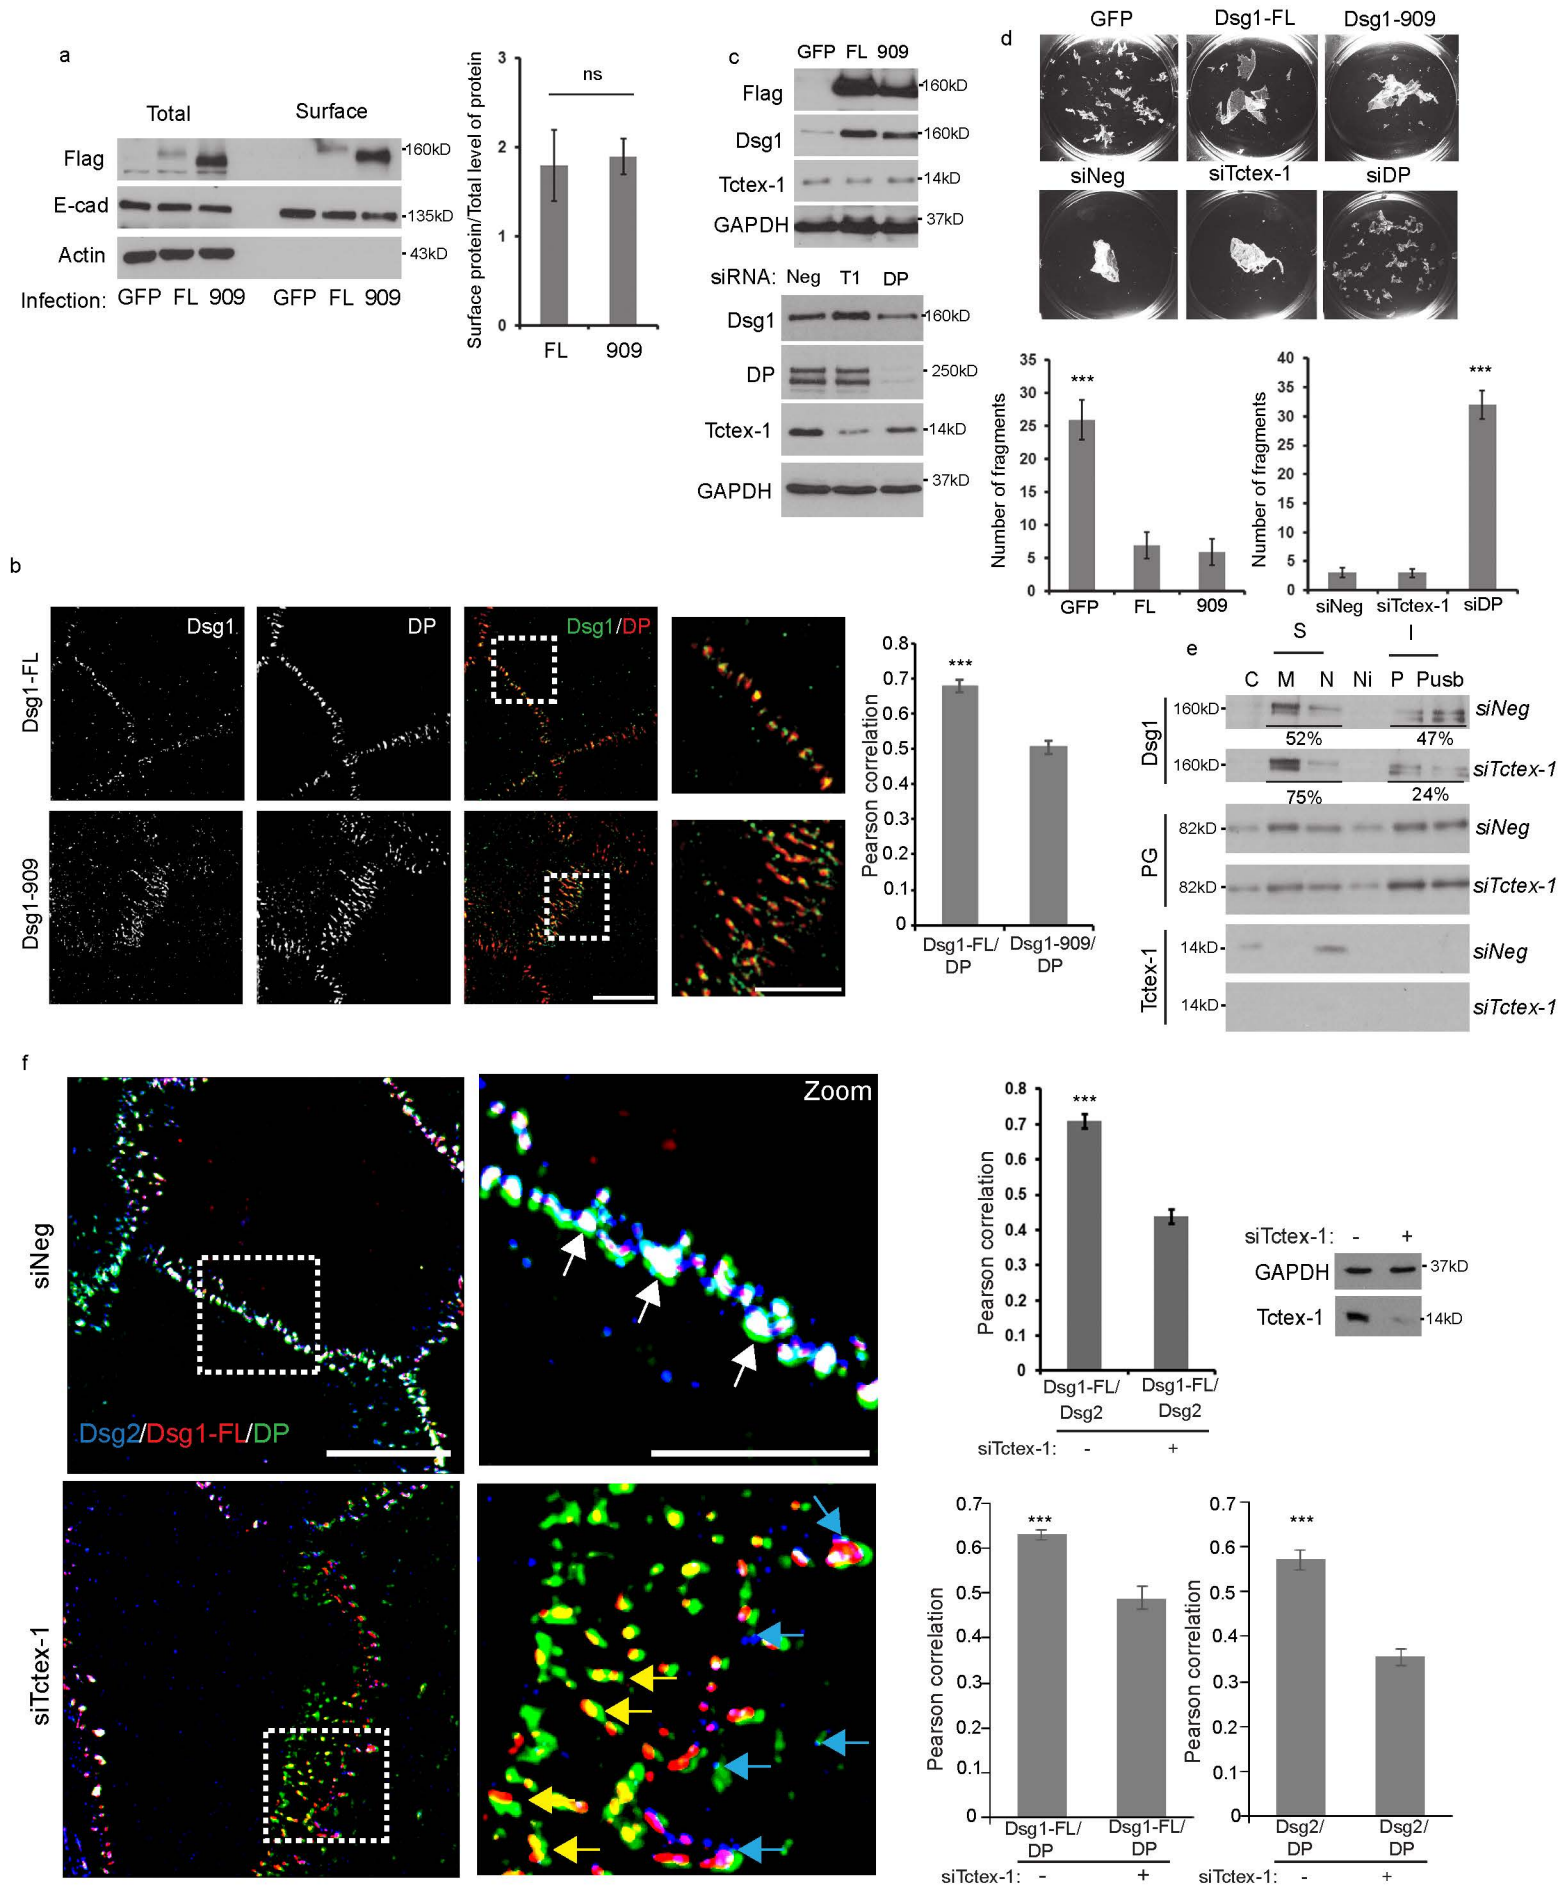 a
Total
Surface
Flag
160kD
E-cad
135kD
Actin
43kD
Infection: GFP FL 909 GFP FL 909
Surface protein/Total level of protein
3
2
1
0
ns
FL
909
c
GFP FL 909
Flag
160kD
Dsg1
160kD
Tctex-1
14kD
GAPDH
37kD
siRNA: Neg T1 DP
Dsg1
160kD
DP
250kD
Tctex-1
14kD
GAPDH
37kD
d
GFP
Dsg1-FL
Dsg1-909
siNeg
siTctex-1
siDP
Number of fragments
35
30
25
20
15
10
5
0
***
GFP
FL
909
Number of fragments
40
35
30
25
20
15
10
5
0
***
siNeg
siTctex-1
siDP
b
Dsg1-FL
Dsg1
DP
Dsg1/DP
Dsg1-909
Pearson correlation
0.8
0.7
0.6
0.5
0.4
0.3
0.2
0.1
0
***
Dsg1-FL/
DP
Dsg1-909/
DP
e
S
I
C M N Ni P Pusb
Dsg1
160kD
siNeg
52%
47%
160kD
siTctex-1
75%
24%
PG
82kD
siNeg
82kD
siTctex-1
Tctex-1
14kD
siNeg
14kD
siTctex-1
f
siNeg
Dsg2/Dsg1-FL/DP
Zoom
siTctex-1
Pearson correlation
0.8
0.7
0.6
0.5
0.4
0.3
0.2
0.1
0
***
Dsg1-FL/
Dsg2
Dsg1-FL/
Dsg2
siTctex-1: - +
siTctex-1: - +
GAPDH
37kD
Tctex-1
14kD
Pearson correlation
0.7
0.6
0.5
0.4
0.3
0.2
0.1
0
***
Dsg1-FL/
DP
Dsg1-FL/
DP
siTctex-1: - +
Pearson correlation
0.7
0.6
0.5
0.4
0.3
0.2
0.1
0
***
Dsg2/
DP
Dsg2/
DP
siTctex-1: - +